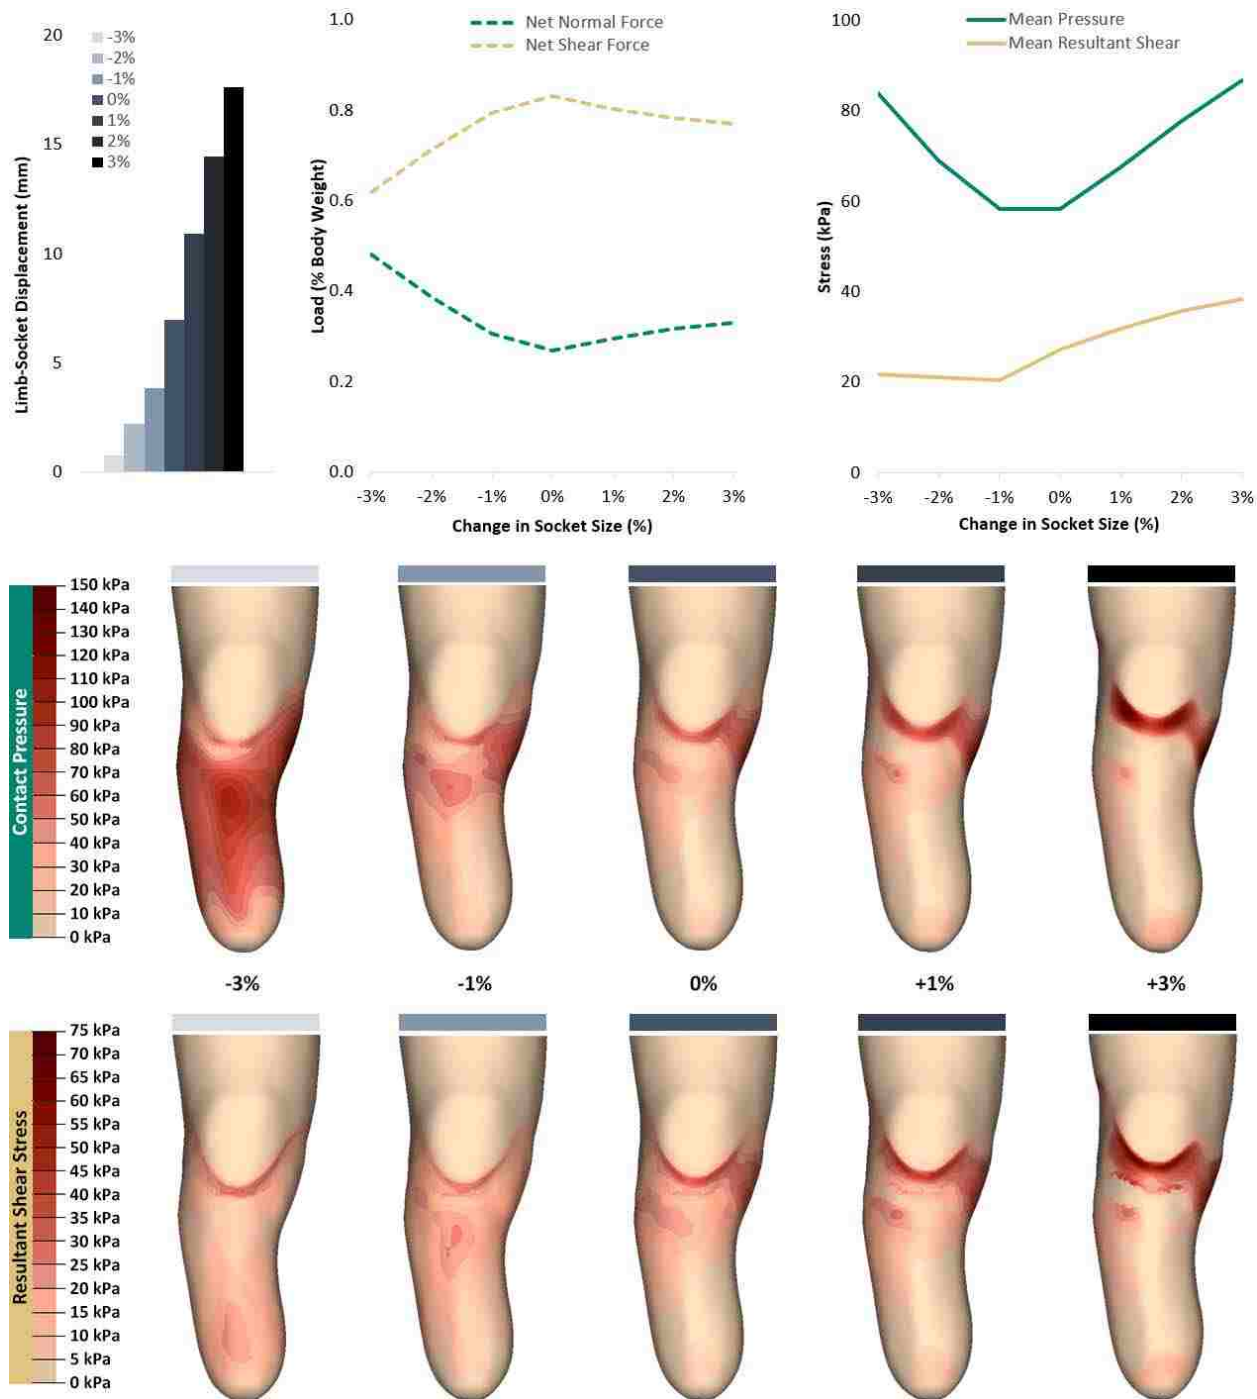 Limb-Socket Displacement (mm)
20
15
10
5
0
-3%
-2%
-1%
0%
1%
2%
3%
Load (% Body Weight)
1.0
0.8
0.6
0.4
0.2
0.0
Net Normal Force
Net Shear Force
-3% -2% -1% 0% 1% 2% 3%
Change in Socket Size (%)
Stress (kPa)
100
80
60
40
20
0
Mean Pressure
Mean Resultant Shear
-3% -2% -1% 0% 1% 2% 3%
Change in Socket Size (%)
Contact Pressure
150 kPa
140 kPa
130 kPa
120 kPa
110 kPa
100 kPa
90 kPa
80 kPa
70 kPa
60 kPa
50 kPa
40 kPa
30 kPa
20 kPa
10 kPa
0 kPa
-3% -1% 0% +1% +3%
Resultant Shear Stress
75 kPa
70 kPa
65 kPa
60 kPa
55 kPa
50 kPa
45 kPa
40 kPa
35 kPa
30 kPa
25 kPa
20 kPa
15 kPa
10 kPa
5 kPa
0 kPa